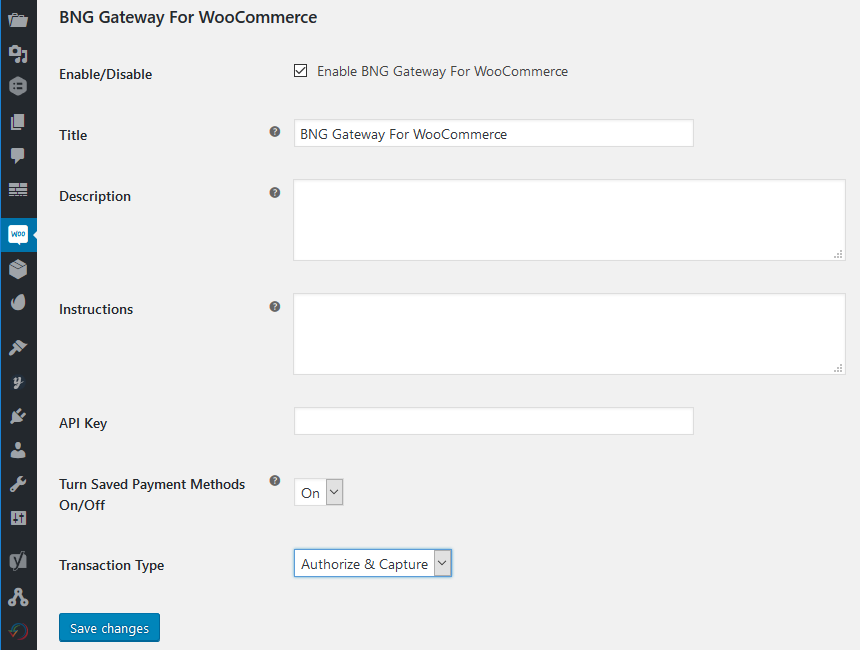 BNG Gateway For WooCommerce
Enable/Disable
Enable BNG Gateway For WooCommerce
Title
BNG Gateway For WooCommerce
Description
Instructions
API Key
Turn Saved Payment Methods
On/Off
On
Transaction Type
Authorize & Capture
Save changes
woo